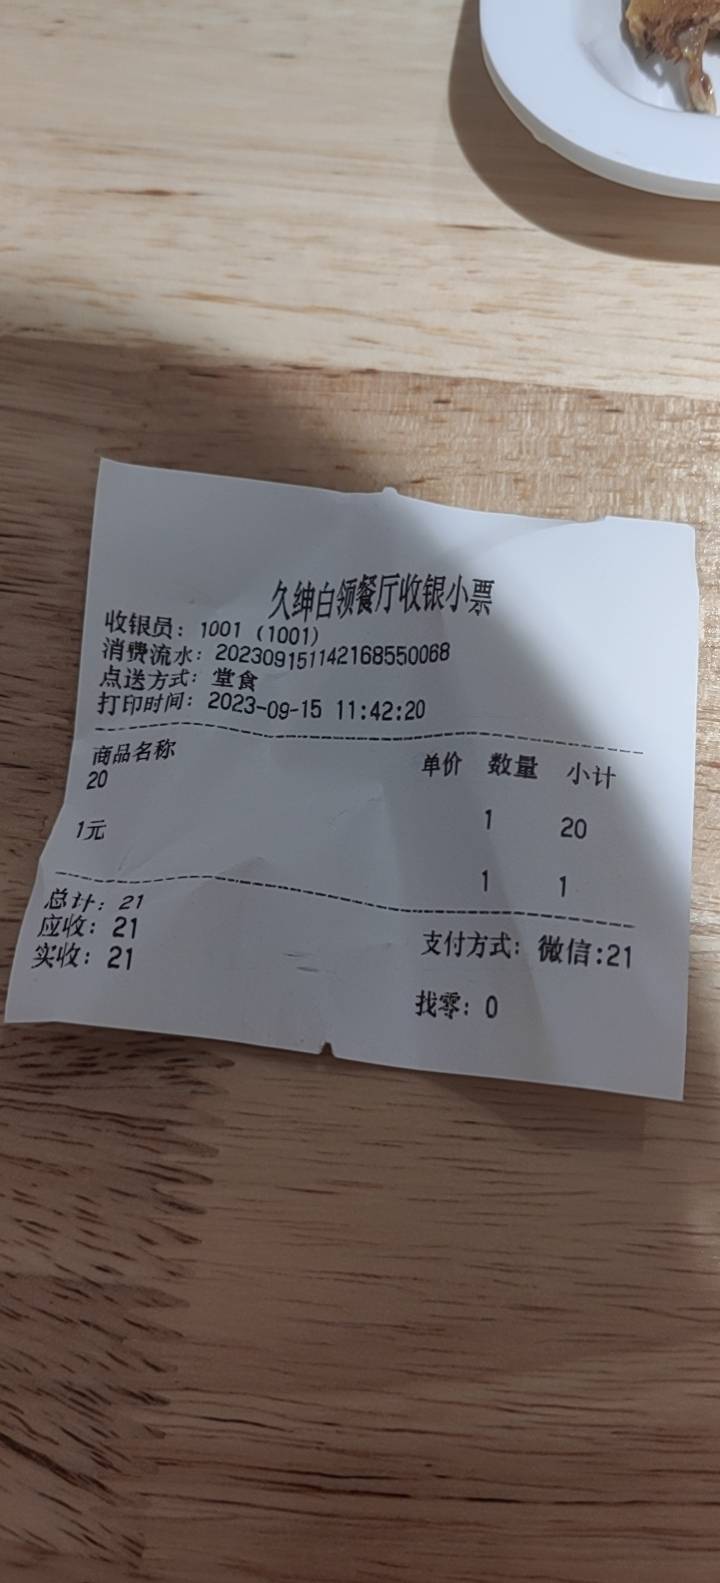 久绅白领餐厅收银小票
收银员: 1001 (1001)
消费流水: 2023091511142168550068
点送方式: 堂食
打印时间: 2023-09-15 11:42:20
商品名称 单价 数量 小计
20
1 20
1元
1 1
总计: 21
应收: 21 支付方式: 微信:21
实收: 21
找零: 0